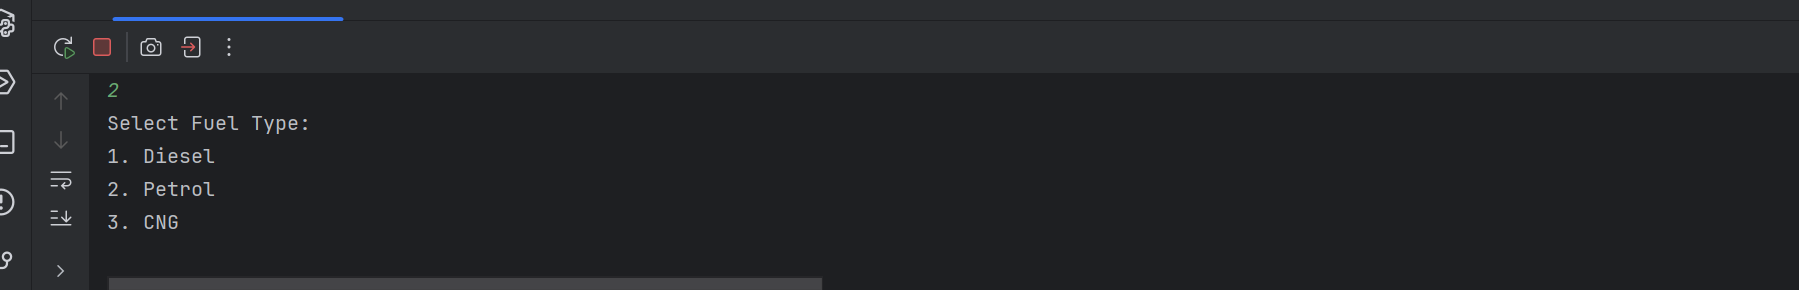 2
Select Fuel Type:
1. Diesel
2. Petrol
3. CNG